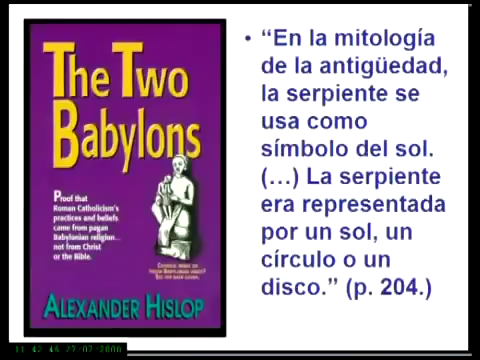 The Two
Babylons
Proof that
Roman Catholicism's
practices and beliefs
came from pagan
Babylonian religion...
not from Christ
or the Bible.
ALEXANDER HISLOP
• “En la mitología
de la antigüedad,
la serpiente se
usa como
símbolo del sol.
(…) La serpiente
era representada
por un sol, un
círculo o un
disco.” (p. 204.)